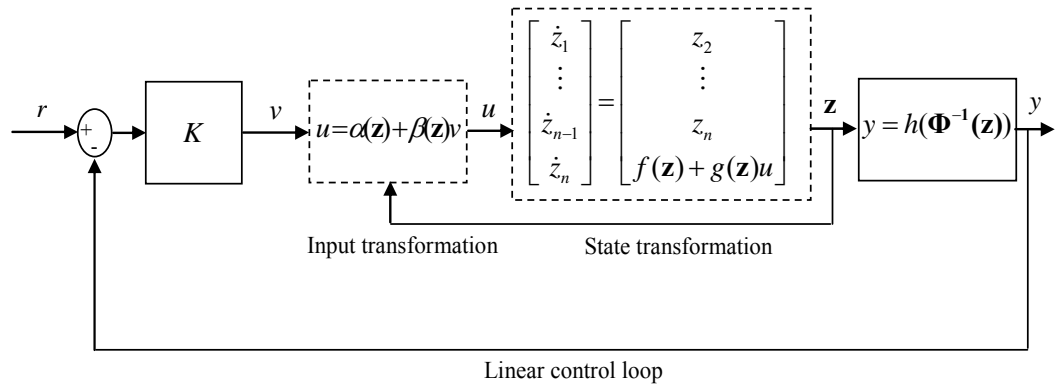 r
+
-
K
v
u=α(z)+β(z)v
u
[ż₁ ⋮ żₙ₋₁ żₙ] = [z₂ ⋮ zₙ f(z)+g(z)u]
z
y = h(Φ⁻¹(z))
y
Input transformation
State transformation
Linear control loop